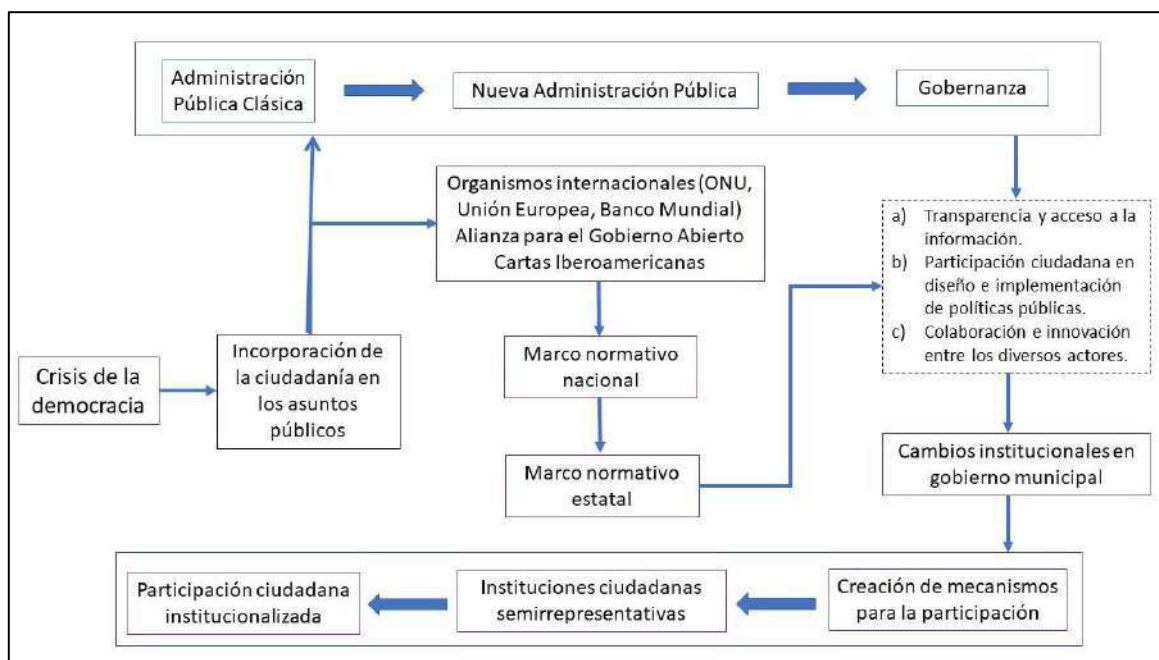 Administración
Pública Clásica
Nueva Administración Pública
Gobernanza
Organismos internacionales (ONU,
Unión Europea, Banco Mundial)
Alianza para el Gobierno Abierto
Cartas Iberoamericanas
a) Transparencia y acceso a la
información.
b) Participación ciudadana en
diseño e implementación
de políticas públicas.
c) Colaboración e innovación
entre los diversos actores.
Crisis de la
democracia
Incorporación de
la ciudadanía en
los asuntos
públicos
Marco normativo
nacional
Marco normativo
estatal
Cambios institucionales en
gobierno municipal
Participación ciudadana
institucionalizada
Instituciones ciudadanas
semirrepresentativas
Creación de mecanismos
para la participación